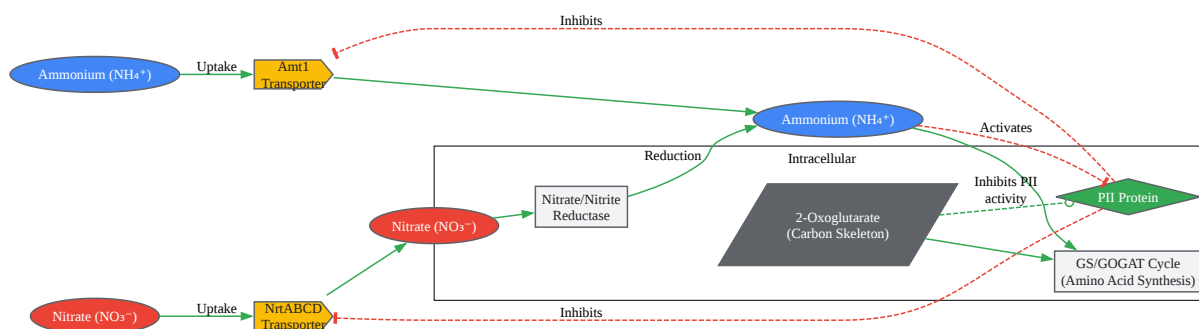 Inhibits
Ammonium (NH₄⁺)
Uptake
Amt1
Transporter
Ammonium (NH₄⁺)
Activates
Reduction
Intracellular
Inhibits PII
activity
Nitrate/Nitrite
Reductase
2-Oxoglutarate
(Carbon Skeleton)
PII Protein
Nitrate (NO₃⁻)
GS/GOGAT Cycle
(Amino Acid Synthesis)
Nitrate (NO₃⁻)
Uptake
NrtABCD
Transporter
Inhibits